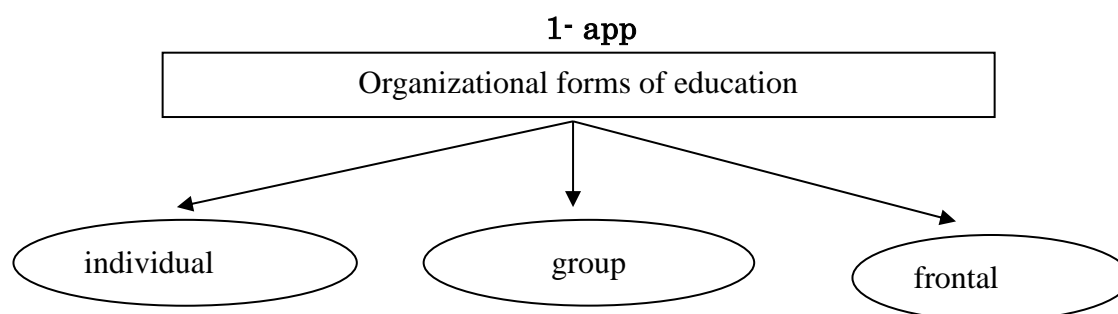 1- app
Organizational forms of education
individual
group
frontal